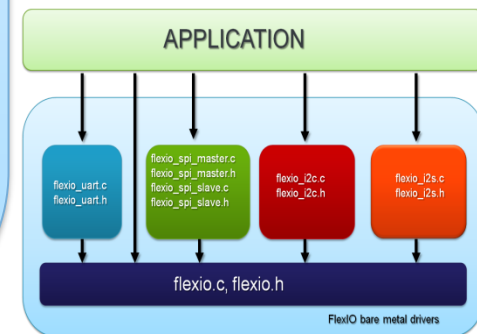 APPLICATION
flexio_uart.c
flexio_uart.h
flexio_spi_master.c
flexio_spi_master.h
flexio_spi_slave.c
flexio_spi_slave.h
flexio_i2c.c
flexio_i2c.h
flexio_i2s.c
flexio_i2s.h
flexio.c, flexio.h
FlexIO bare metal drivers